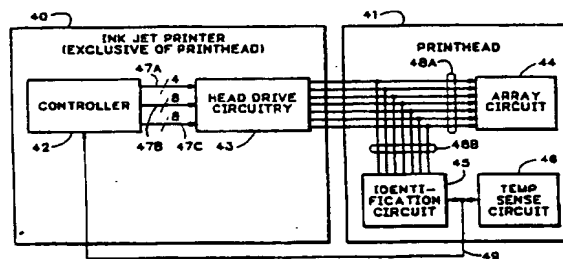 40
41
INK JET PRINTER
(EXCLUSIVE OF PRINTHEAD)
PRINTHEAD
47A
4
48A
44
CONTROLLER
8
HEAD DRIVE
CIRCUITRY
ARRAY
CIRCUIT
8
42
47B
47C
43
48B
45
46
IDENTI-
FICATION
CIRCUIT
TEMP
SENSE
CIRCUIT
49